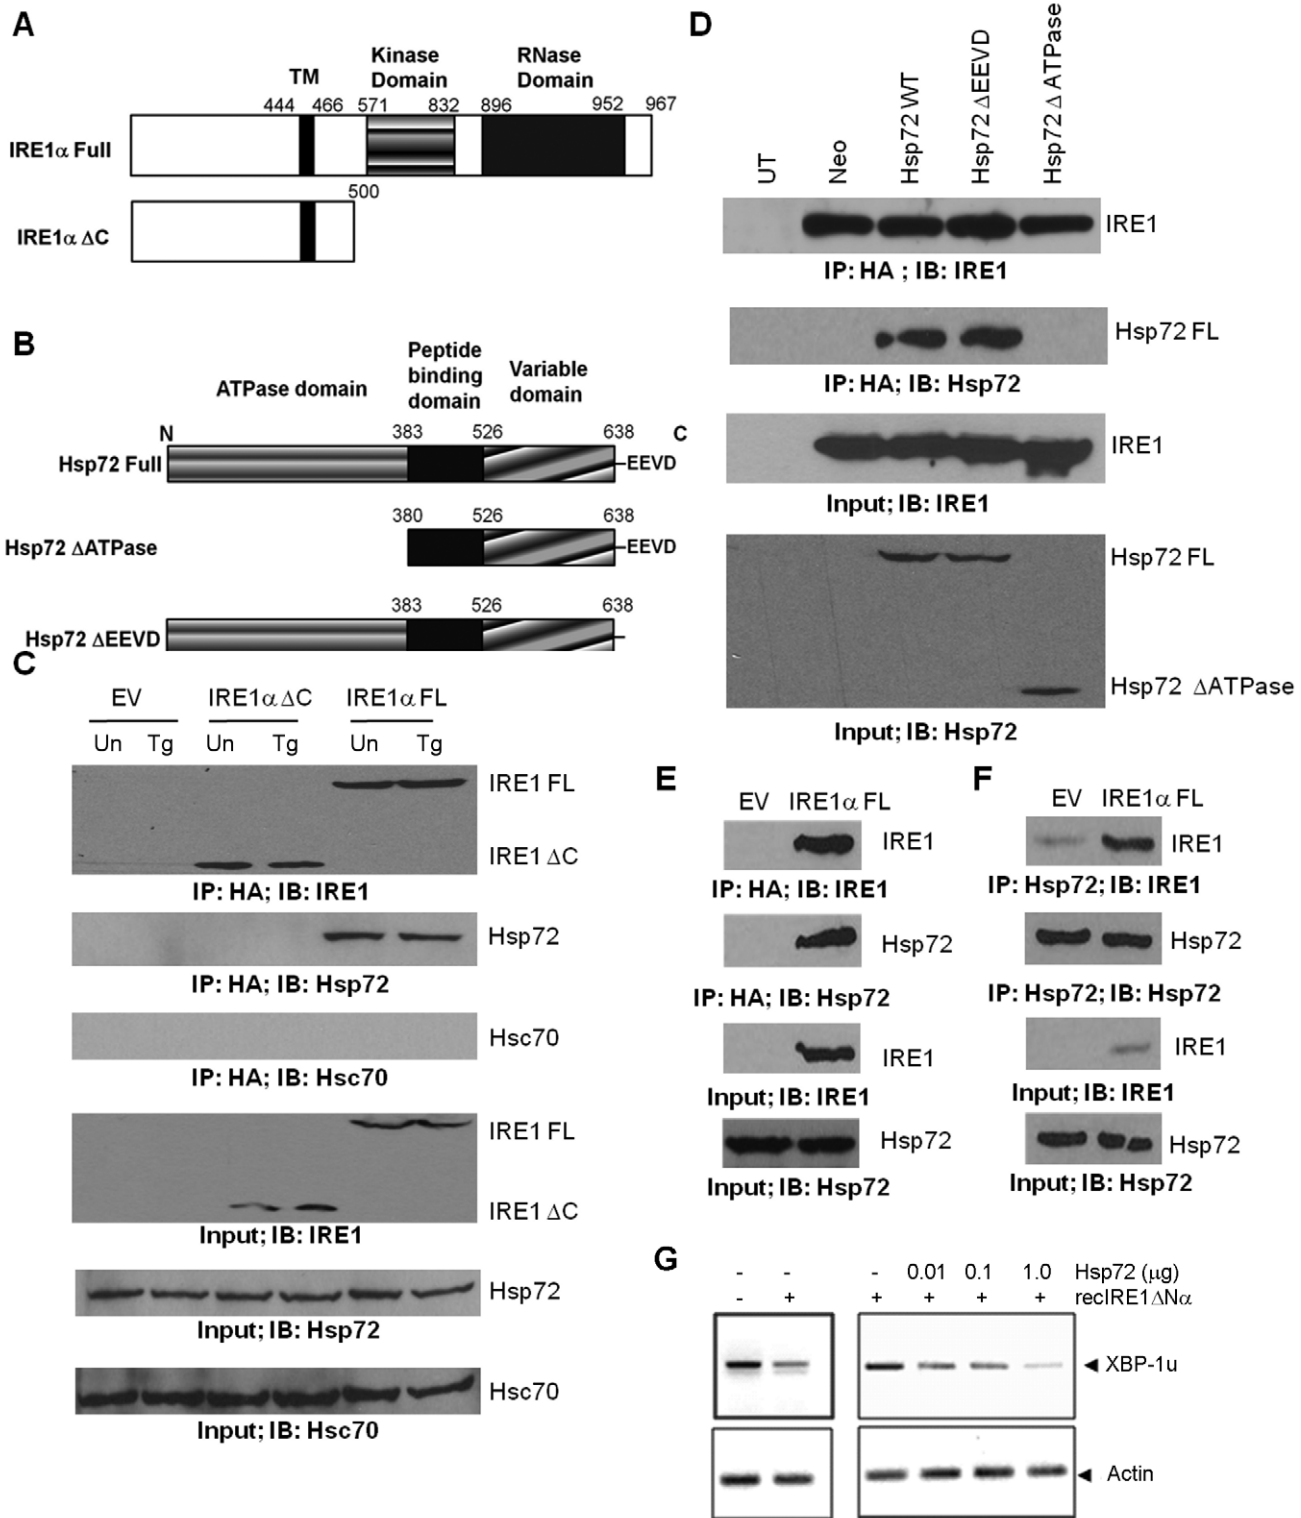 A
TM
Kinase
Domain
RNase
Domain
444 466 571 832 896 952 967
IRE1α Full
500
IRE1α ΔC
B
ATPase domain
Peptide
binding
domain
Variable
domain
N 383 526 638 C
Hsp72 Full
EEVD
380 526 638
Hsp72 ΔATPase
EEVD
383 526 638
Hsp72 ΔEEVD
C
EV IRE1α ΔC IRE1α FL
Un Tg Un Tg Un Tg
IRE1 FL
IRE1 ΔC
IP: HA; IB: IRE1
Hsp72
IP: HA; IB: Hsp72
Hsc70
IP: HA; IB: Hsc70
IRE1 FL
IRE1 ΔC
Input; IB: IRE1
Hsp72
Input; IB: Hsp72
Hsc70
Input; IB: Hsc70
D
UT
Neo
Hsp72 WT
Hsp72 ΔEEVD
Hsp72 Δ ATPase
IRE1
IP: HA ; IB: IRE1
Hsp72 FL
IP: HA; IB: Hsp72
IRE1
Input; IB: IRE1
Hsp72 FL
Hsp72 ΔATPase
Input; IB: Hsp72
E
EV IRE1α FL
IRE1
IP: HA; IB: IRE1
Hsp72
IP: HA; IB: Hsp72
IRE1
Input; IB: IRE1
Hsp72
Input; IB: Hsp72
F
EV IRE1α FL
IRE1
IP: Hsp72; IB: IRE1
Hsp72
IP: Hsp72; IB: Hsp72
IRE1
Input; IB: IRE1
Hsp72
Input; IB: Hsp72
G
- - - 0.01 0.1 1.0 Hsp72 (μg)
- + + + + + recIRE1ΔNα
XBP-1u
Actin